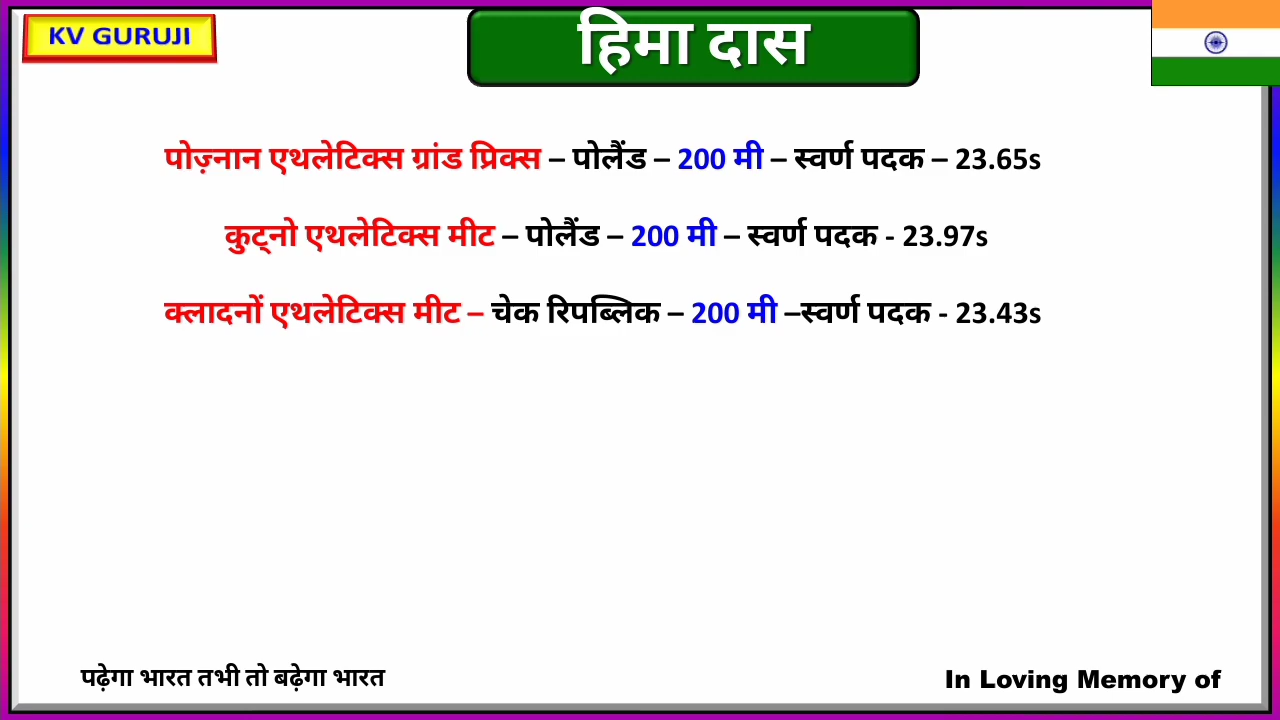 KV GURUJI
हिमा दास
पोज़्नान एथलेटिक्स ग्रांड प्रिक्स – पोलैंड – 200 मी – स्वर्ण पदक – 23.65s
कुट्नो एथलेटिक्स मीट – पोलैंड – 200 मी – स्वर्ण पदक - 23.97s
क्लादनों एथलेटिक्स मीट – चेक रिपब्लिक – 200 मी –स्वर्ण पदक - 23.43s
पढ़ेगा भारत तभी तो बढ़ेगा भारत
In Loving Memory of